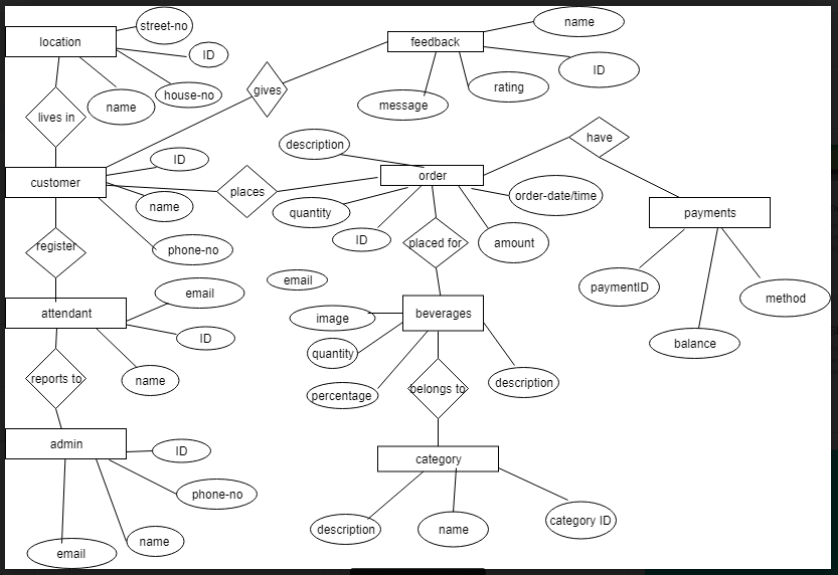 street-no
name
location
feedback
ID
ID
gives
house-no
rating
name
message
lives in
have
description
ID
order
customer
places
order-date/time
name
quantity
payments
ID
placed for
amount
register
phone-no
email
email
paymentID
method
attendant
image
beverages
ID
balance
quantity
reports to
name
percentage
belongs to
description
admin
ID
category
phone-no
description
name
category ID
name
email